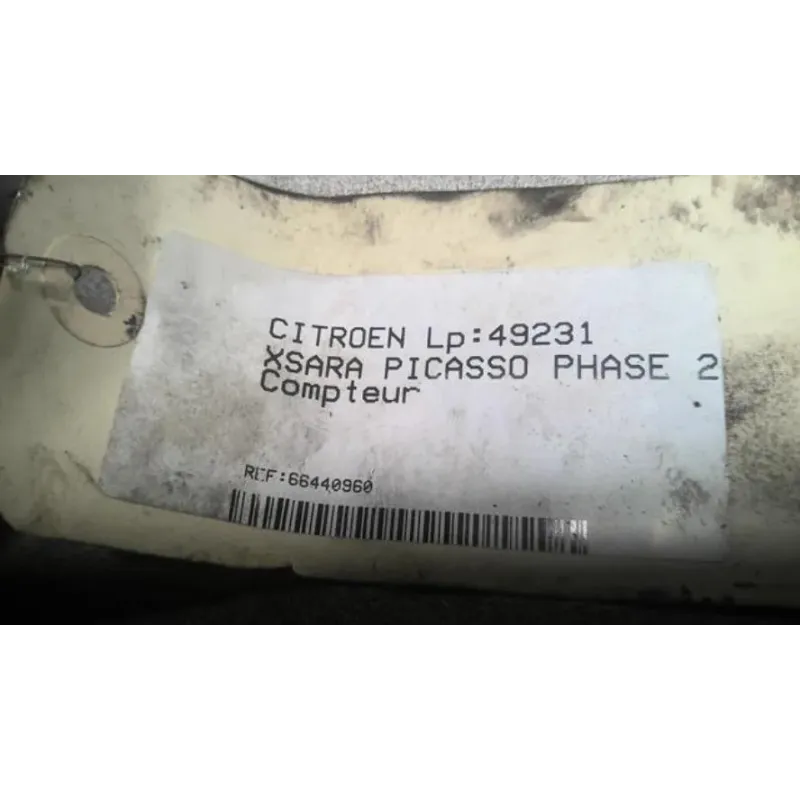 CITROEN Lp:49231
XSARA PICASSO PHASE 2
Compteur
REF:66440960